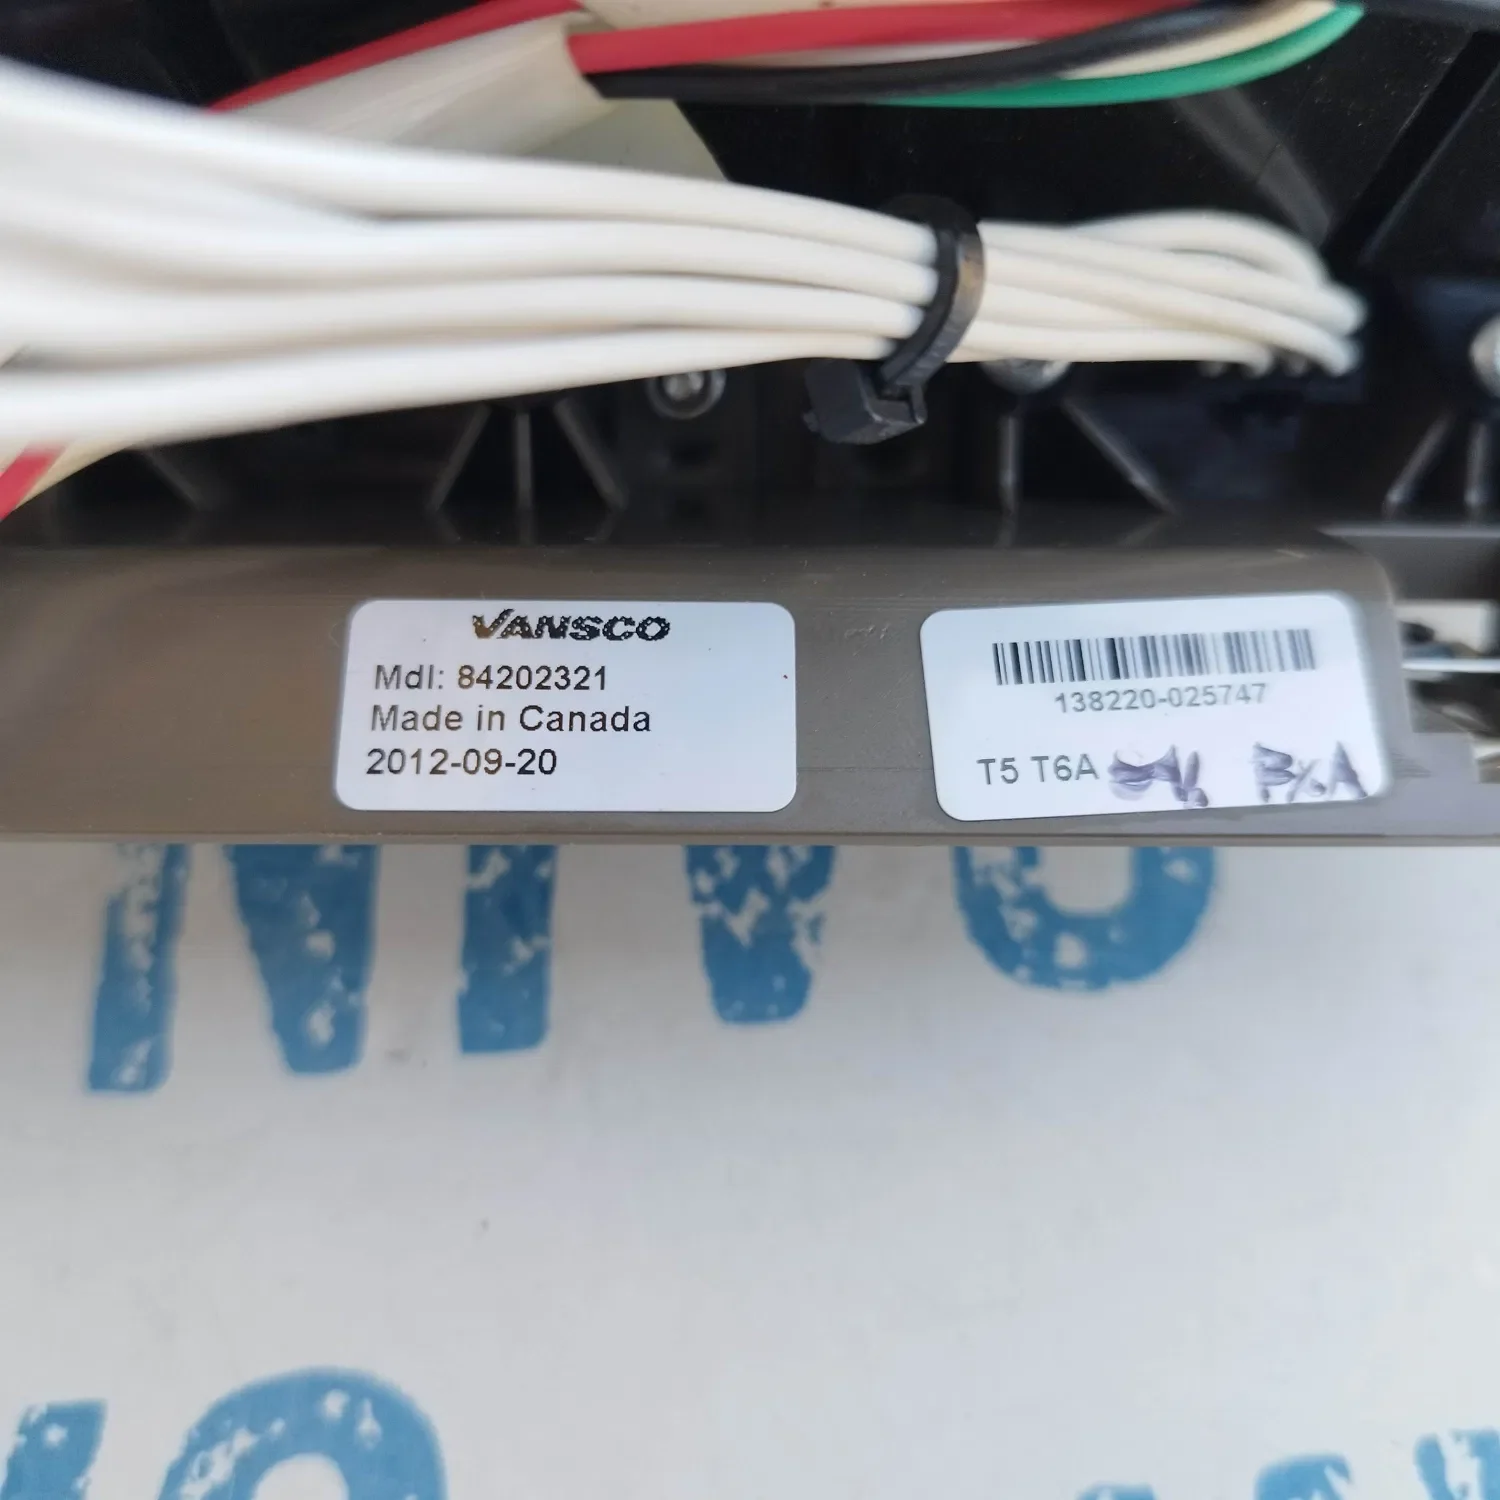 VANSCO
Mdl: 84202321
Made in Canada
2012-09-20
138220-025747
T5 T6A